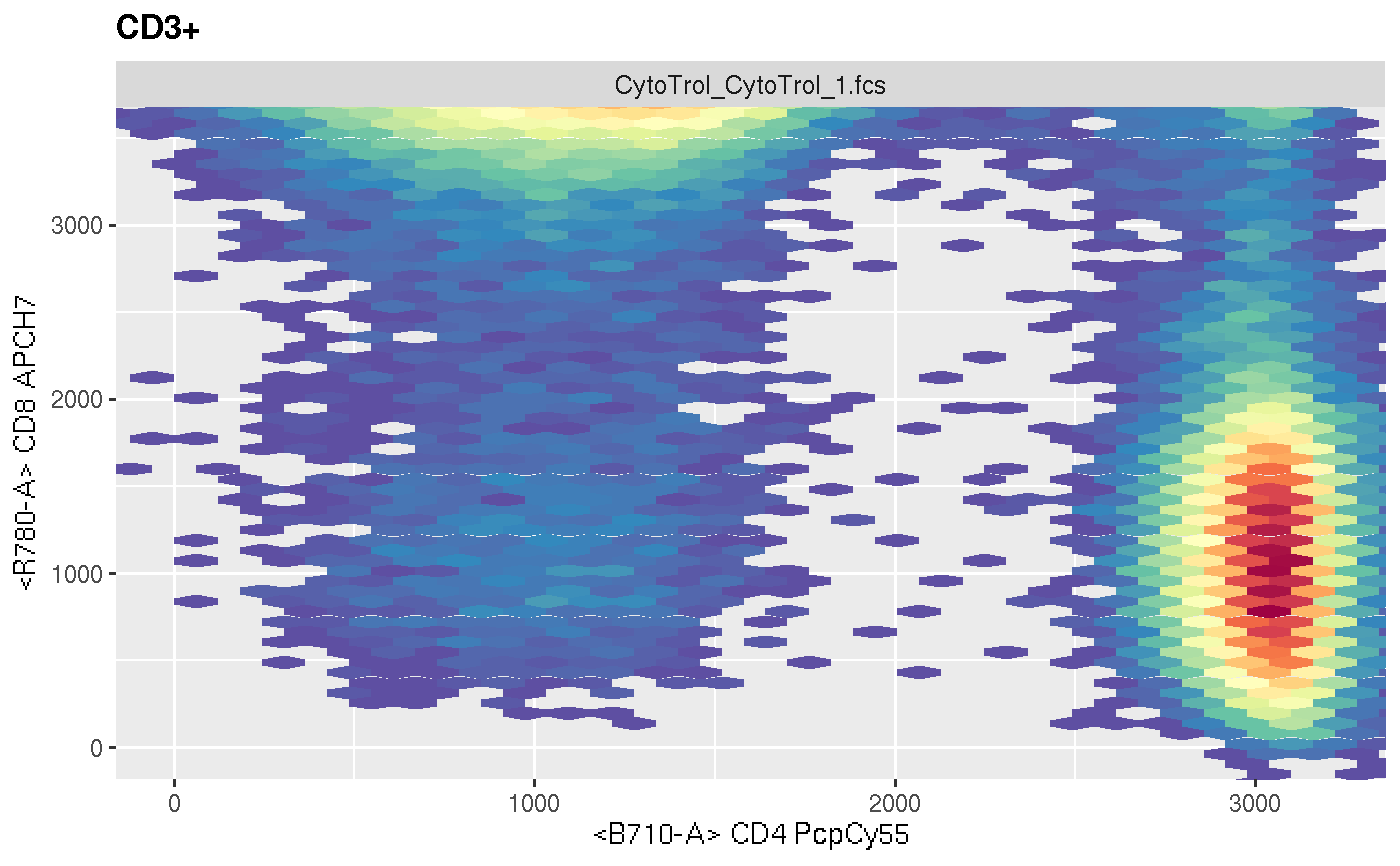 CD3+
CytoTrol_CytoTrol_1.fcs
<R780-A> CD8 APCH7
3000
2000
1000
0
0 1000 2000 3000
<B710-A> CD4 PcpCy55